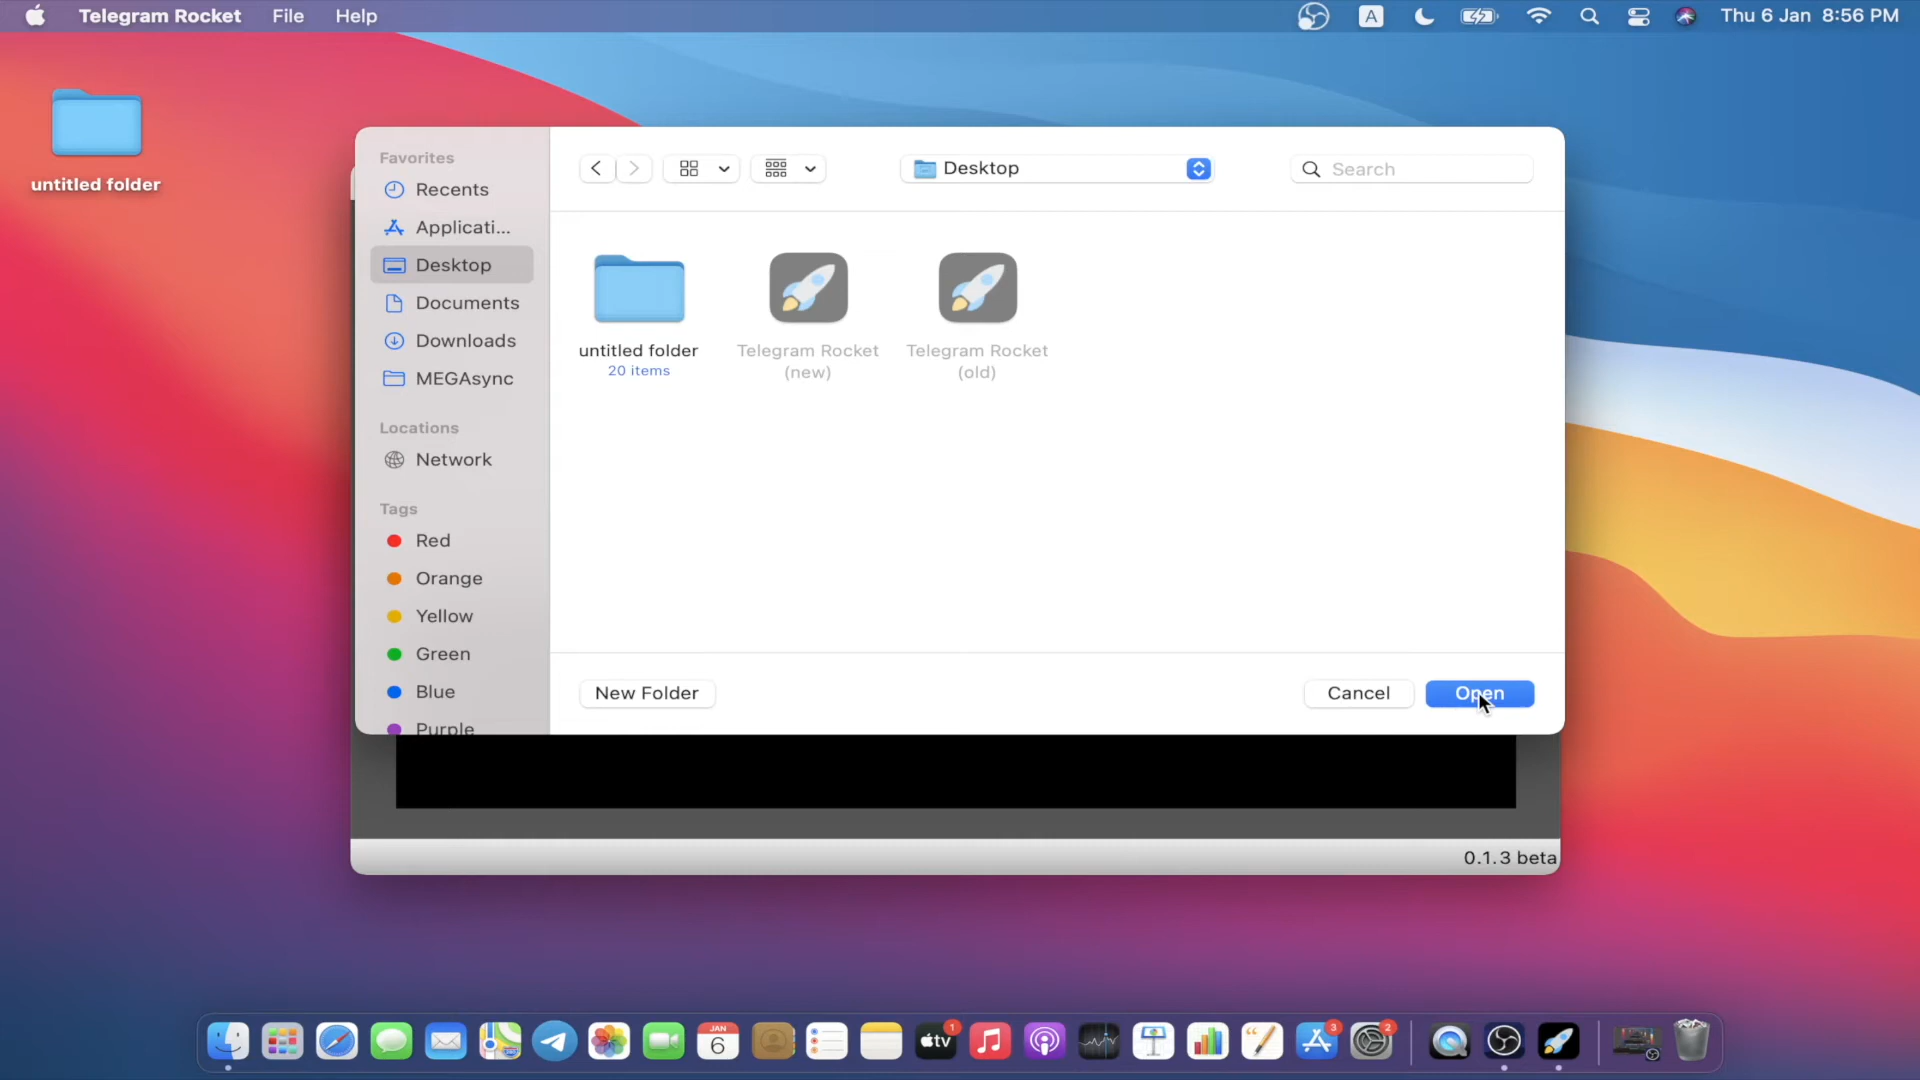 Telegram Rocket File Help
A
Thu 6 Jan 8:56 PM
untitled folder
Favorites
Recents
Applicati...
Desktop
Documents
Downloads
MEGAsync
Locations
Network
Tags
Red
Orange
Yellow
Green
Blue
Purple
Desktop
Search
untitled folder
20 items
Telegram Rocket
(new)
Telegram Rocket
(old)
New Folder
Cancel
Open
0.1.3 beta
JAN
6
tv
1
3
2